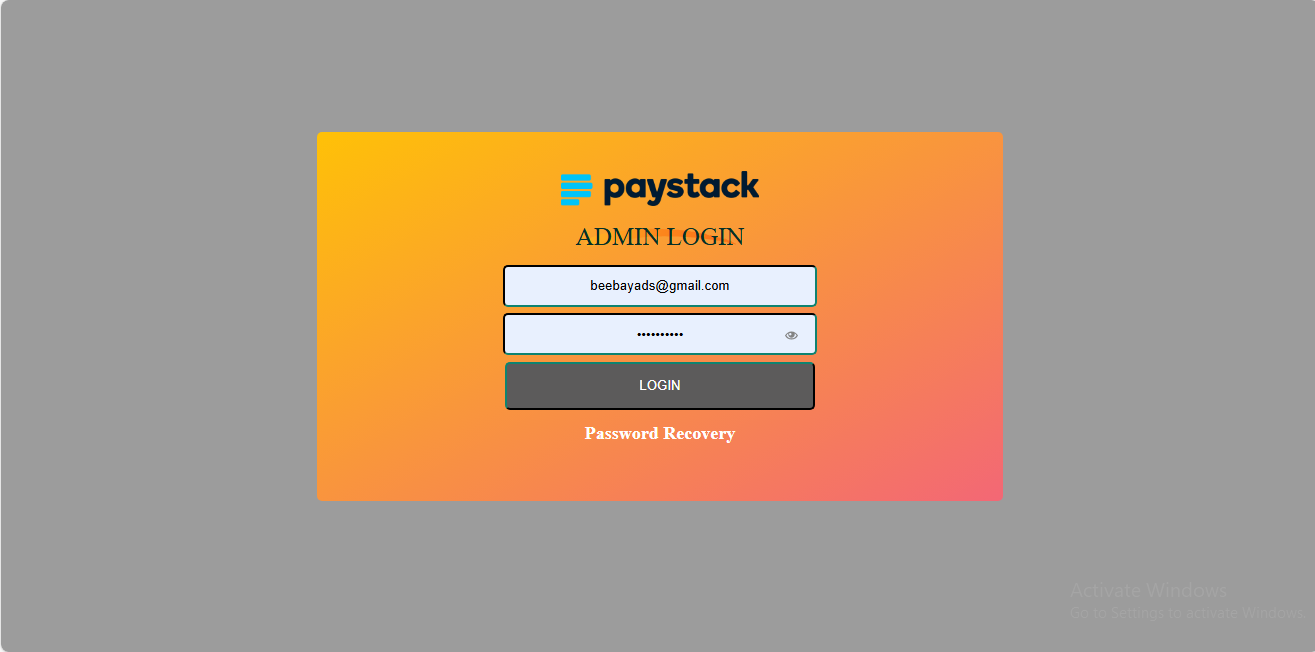 paystack
ADMIN LOGIN
beebayads@gmail.com
••••••••••
LOGIN
Password Recovery
Activate Windows
Go to Settings to activate Windows.